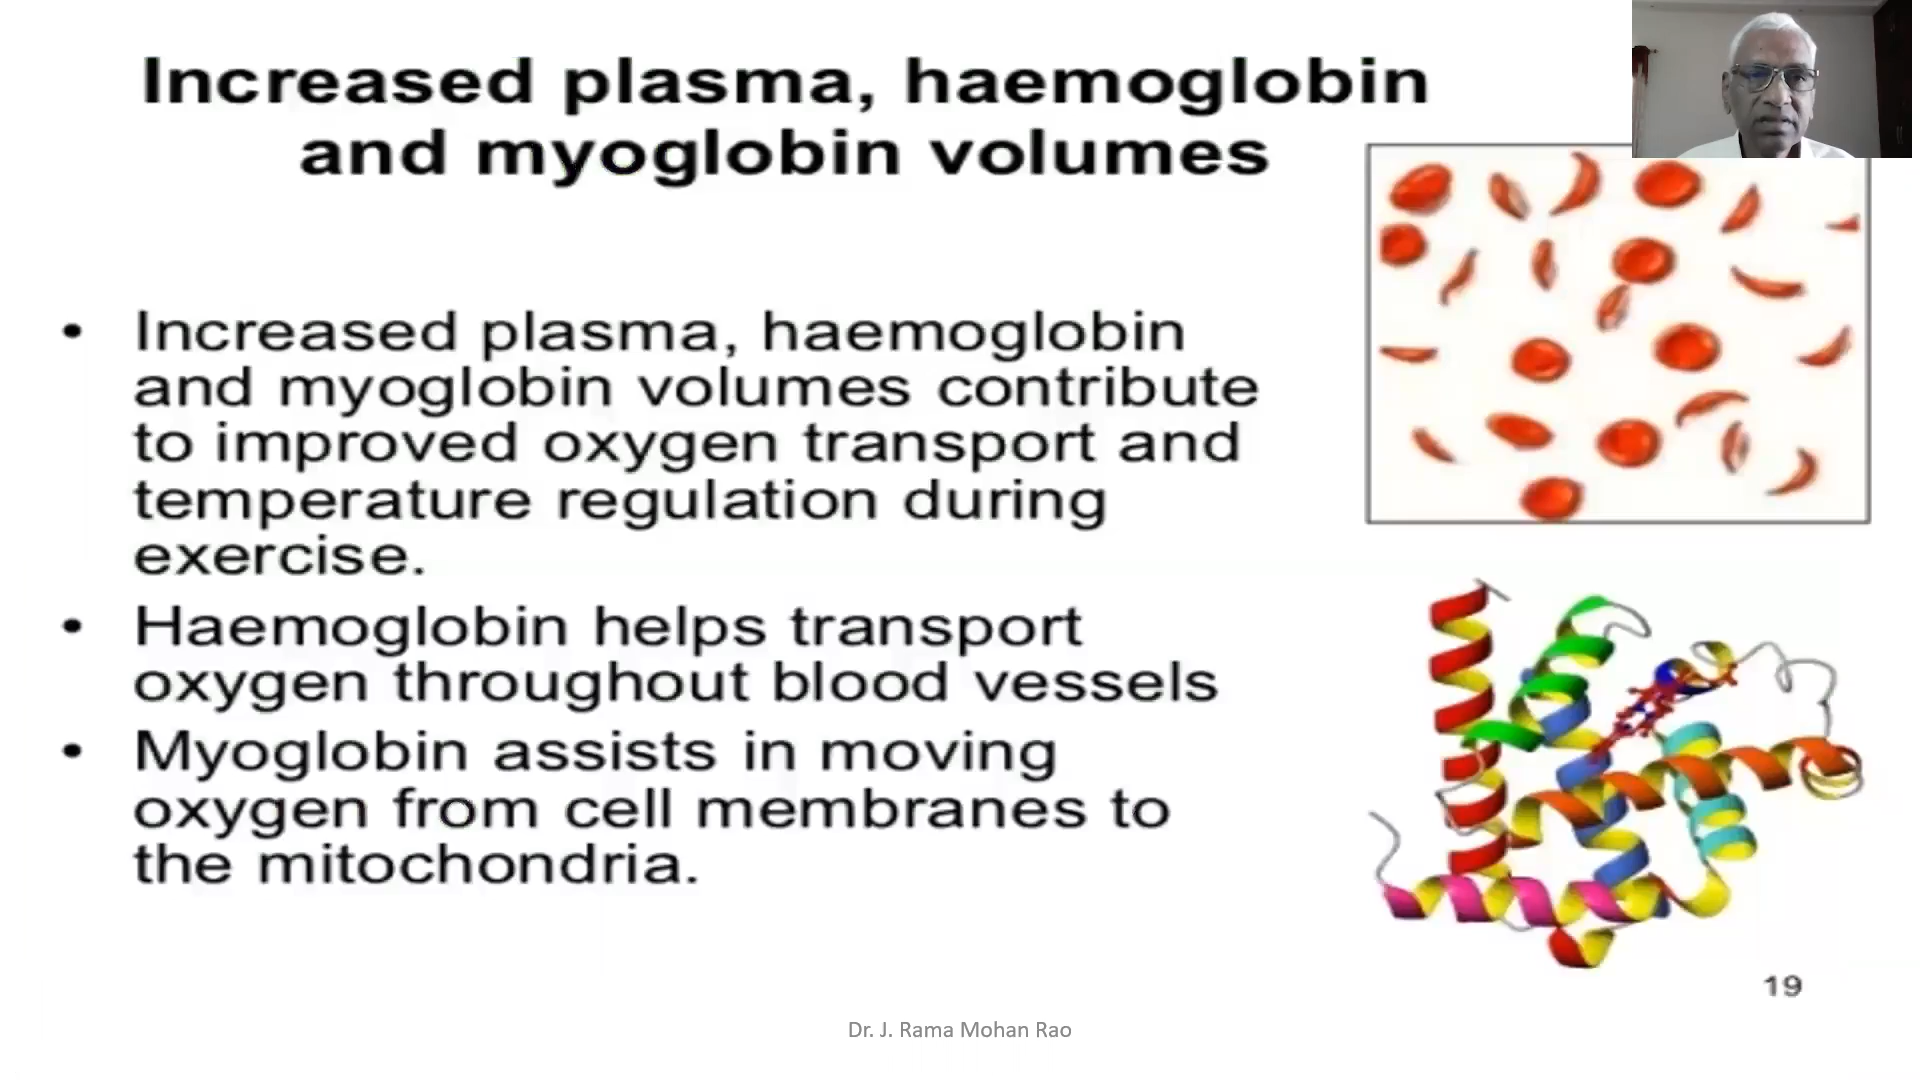 Increased plasma, haemoglobin
and myoglobin volumes
• Increased plasma, haemoglobin
and myoglobin volumes contribute
to improved oxygen transport and
temperature regulation during
exercise.
• Haemoglobin helps transport
oxygen throughout blood vessels
• Myoglobin assists in moving
oxygen from cell membranes to
the mitochondria.
19
Dr. J. Rama Mohan Rao